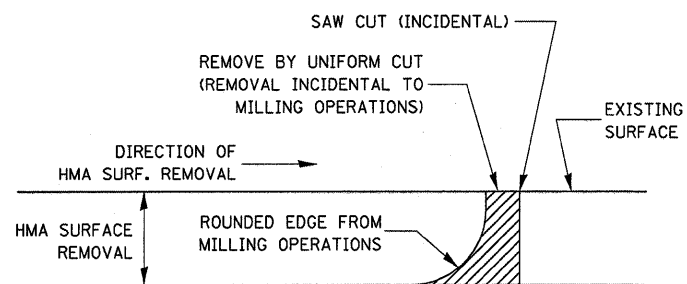 SAW CUT (INCIDENTAL)
REMOVE BY UNIFORM CUT
(REMOVAL INCIDENTAL TO
MILLING OPERATIONS)
EXISTING
SURFACE
DIRECTION OF
HMA SURF. REMOVAL
HMA SURFACE
REMOVAL
ROUNDED EDGE FROM
MILLING OPERATIONS